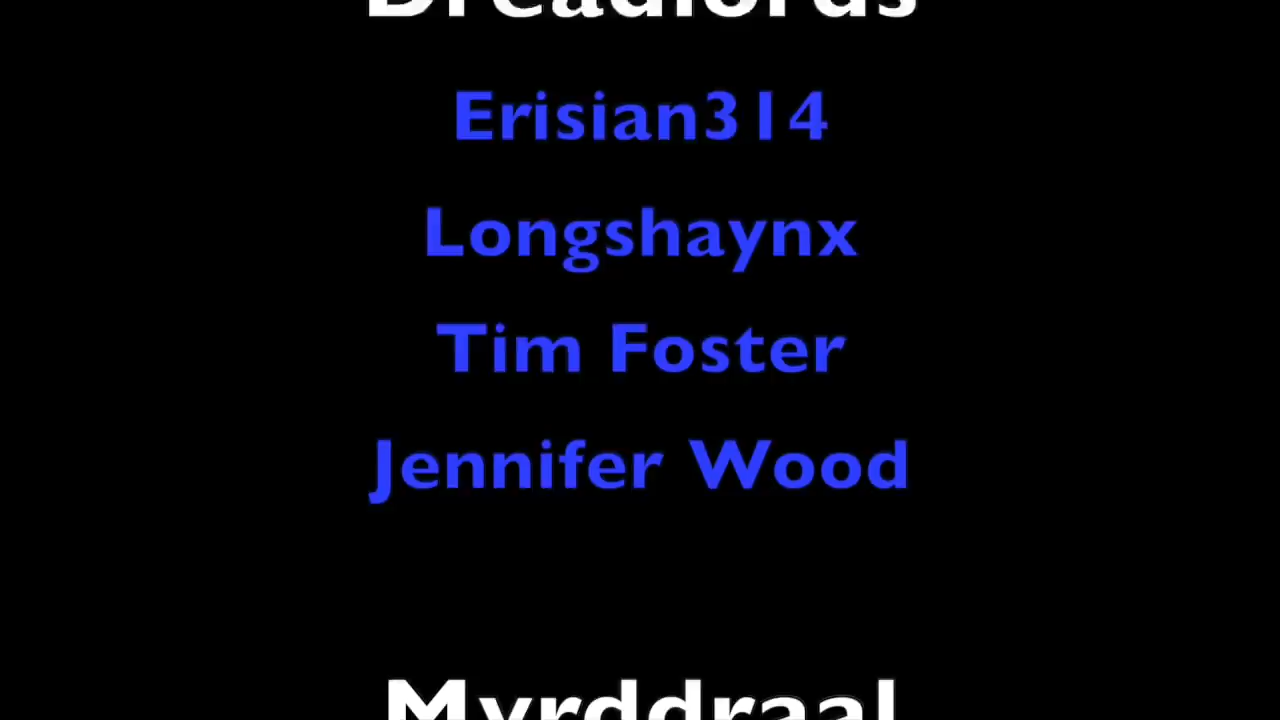 Dreadlords
Erisian314
Longshaynx
Tim Foster
Jennifer Wood
Myrddraal